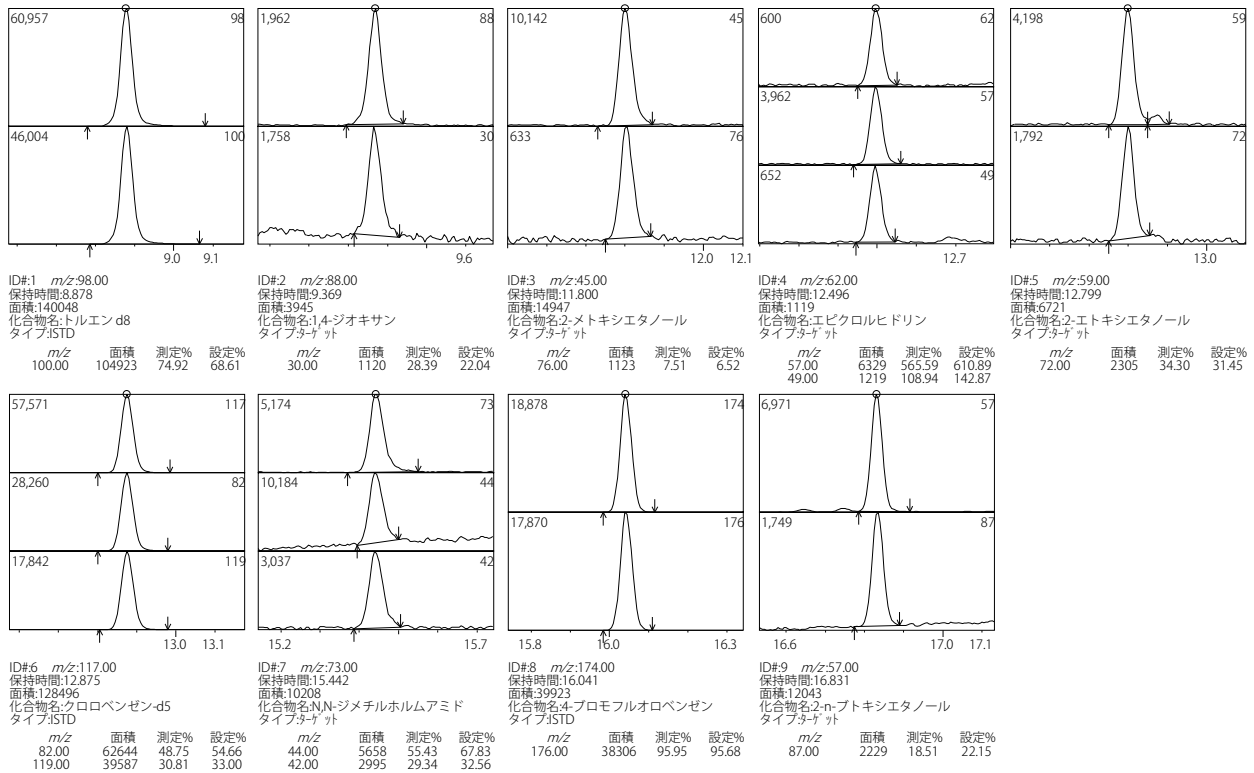 60,957 98
46,004 100
9.0 9.1
ID#:1 m/z:98.00
保持時間:8.878
面積:140048
化合物名:トルエン d8
タイプ:ISTD
m/z 面積 測定% 設定%
100.00 104923 74.92 68.61
1,962 88
1,758 30
9.6
ID#:2 m/z:88.00
保持時間:9.369
面積:3945
化合物名:1,4-ジオキサン
タイプ:ターゲット
m/z 面積 測定% 設定%
30.00 1120 28.39 22.04
10,142 45
633 76
12.0 12.1
ID#:3 m/z:45.00
保持時間:11.800
面積:14947
化合物名:2-メトキシエタノール
タイプ:ターゲット
m/z 面積 測定% 設定%
76.00 1123 7.51 6.52
600 62
3,962 57
652 49
12.7
ID#:4 m/z:62.00
保持時間:12.496
面積:1119
化合物名:エピクロルヒドリン
タイプ:ターゲット
m/z 面積 測定% 設定%
57.00 6329 565.59 610.89
49.00 1219 108.94 142.87
4,198 59
1,792 72
13.0
ID#:5 m/z:59.00
保持時間:12.799
面積:6721
化合物名:2-エトキシエタノール
タイプ:ターゲット
m/z 面積 測定% 設定%
72.00 2305 34.30 31.45
57,571 117
28,260 82
17,842 119
13.0 13.1
ID#:6 m/z:117.00
保持時間:12.875
面積:128496
化合物名:クロロベンゼン-d5
タイプ:ISTD
m/z 面積 測定% 設定%
82.00 62644 48.75 54.66
119.00 39587 30.81 33.00
5,174 73
10,184 44
3,037 42
15.2 15.7
ID#:7 m/z:73.00
保持時間:15.442
面積:10208
化合物名:N,N-ジメチルホルムアミド
タイプ:ターゲット
m/z 面積 測定% 設定%
44.00 5658 55.43 67.83
42.00 2995 29.34 32.56
18,878 174
17,870 176
15.8 16.0 16.3
ID#:8 m/z:174.00
保持時間:16.041
面積:39923
化合物名:4-ブロモフルオロベンゼン
タイプ:ISTD
m/z 面積 測定% 設定%
176.00 38306 95.95 95.68
6,971 57
1,749 87
16.6 17.0 17.1
ID#:9 m/z:57.00
保持時間:16.831
面積:12043
化合物名:2-n-ブトキシエタノール
タイプ:ターゲット
m/z 面積 測定% 設定%
87.00 2229 18.51 22.15